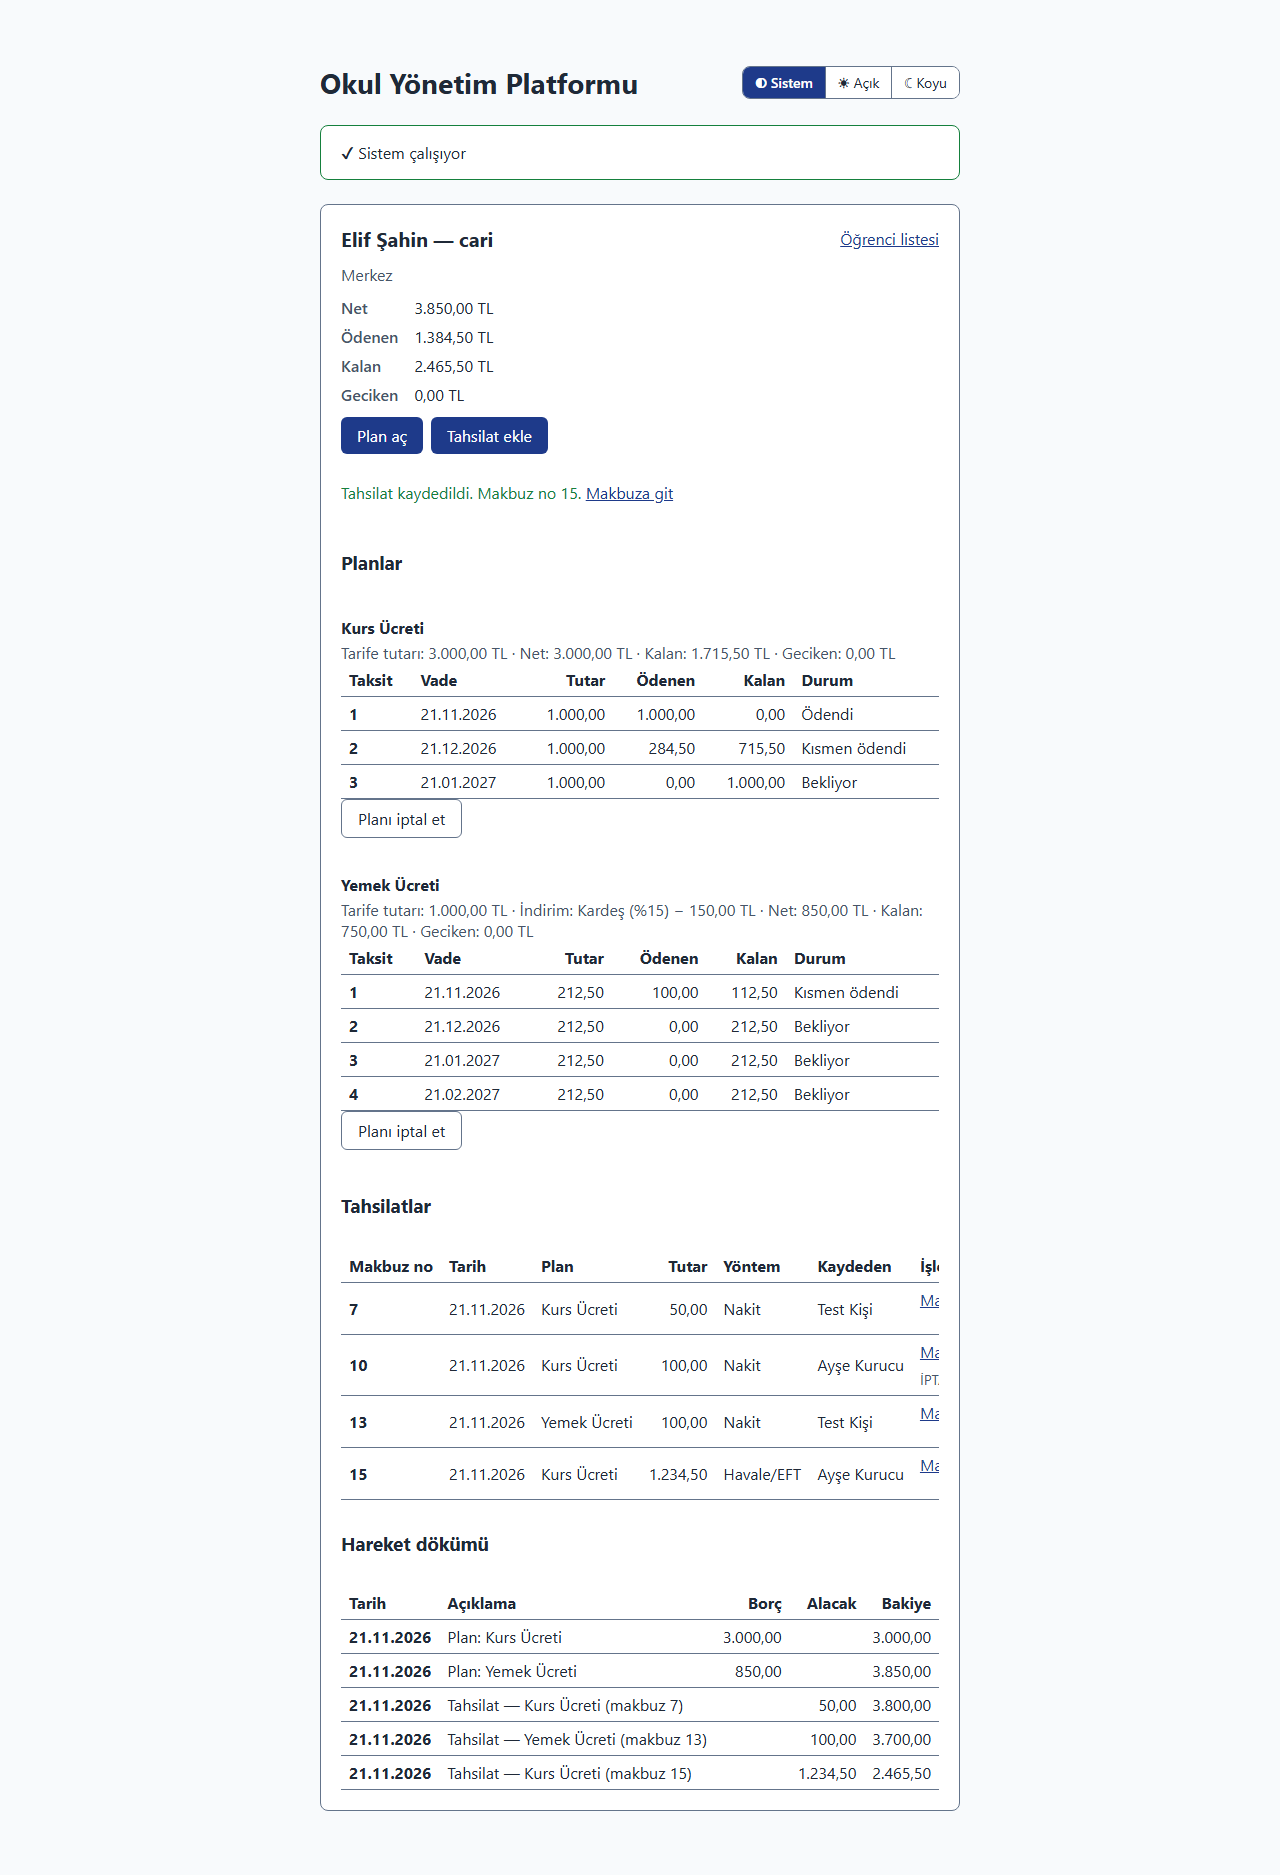 Okul Yönetim Platformu
◐ Sistem ☀ Açık ☾ Koyu
✓ Sistem çalışıyor
Elif Şahin — cari
Öğrenci listesi
Merkez
Net 3.850,00 TL
Ödenen 1.384,50 TL
Kalan 2.465,50 TL
Geciken 0,00 TL
Plan aç Tahsilat ekle
Tahsilat kaydedildi. Makbuz no 15. Makbuza git
Planlar
Kurs Ücreti
Tarife tutarı: 3.000,00 TL · Net: 3.000,00 TL · Kalan: 1.715,50 TL · Geciken: 0,00 TL
Taksit Vade Tutar Ödenen Kalan Durum
1 21.11.2026 1.000,00 1.000,00 0,00 Ödendi
2 21.12.2026 1.000,00 284,50 715,50 Kısmen ödendi
3 21.01.2027 1.000,00 0,00 1.000,00 Bekliyor
Planı iptal et
Yemek Ücreti
Tarife tutarı: 1.000,00 TL · İndirim: Kardeş (%15) − 150,00 TL · Net: 850,00 TL · Kalan:
750,00 TL · Geciken: 0,00 TL
Taksit Vade Tutar Ödenen Kalan Durum
1 21.11.2026 212,50 100,00 112,50 Kısmen ödendi
2 21.12.2026 212,50 0,00 212,50 Bekliyor
3 21.01.2027 212,50 0,00 212,50 Bekliyor
4 21.02.2027 212,50 0,00 212,50 Bekliyor
Planı iptal et
Tahsilatlar
Makbuz no Tarih Plan Tutar Yöntem Kaydeden
7 21.11.2026 Kurs Ücreti 50,00 Nakit Test Kişi Ma
10 21.11.2026 Kurs Ücreti 100,00 Nakit Ayşe Kurucu Ma
İPT
13 21.11.2026 Yemek Ücreti 100,00 Nakit Test Kişi Ma
15 21.11.2026 Kurs Ücreti 1.234,50 Havale/EFT Ayşe Kurucu Ma
Hareket dökümü
Tarih Açıklama Borç Alacak Bakiye
21.11.2026 Plan: Kurs Ücreti 3.000,00 3.000,00
21.11.2026 Plan: Yemek Ücreti 850,00 3.850,00
21.11.2026 Tahsilat — Kurs Ücreti (makbuz 7) 50,00 3.800,00
21.11.2026 Tahsilat — Yemek Ücreti (makbuz 13) 100,00 3.700,00
21.11.2026 Tahsilat — Kurs Ücreti (makbuz 15) 1.234,50 2.465,50